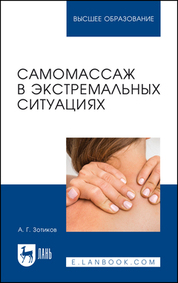 ВЫСШЕЕ ОБРАЗОВАНИЕ
САМОМАССАЖ
В ЭКСТРЕМАЛЬНЫХ
СИТУАЦИЯХ
А. Г. Зотиков
ЛАНЬ
E.LANBOOK.COM